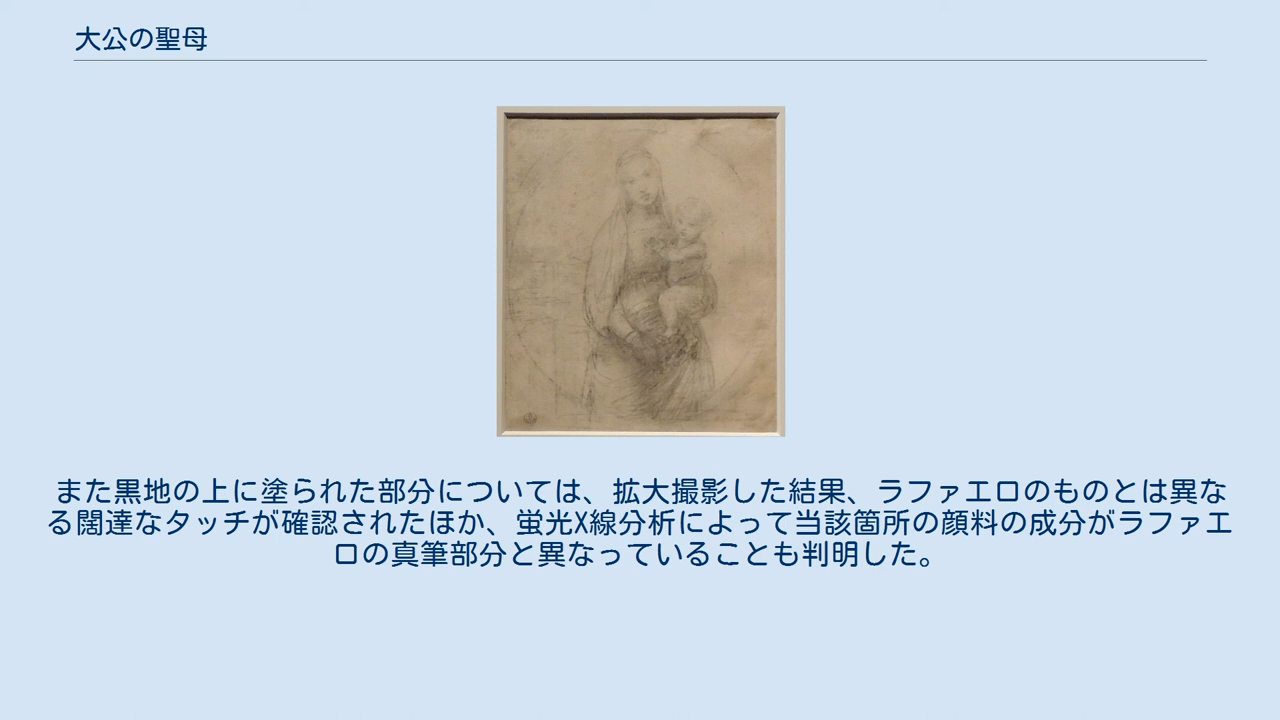 大公の聖母
また黒地の上に塗られた部分については、拡大撮影した結果、ラファエロのものとは異な
る闊達なタッチが確認されたほか、蛍光X線分析によって当該箇所の顔料の成分がラファエ
ロの真筆部分と異なっていることも判明した。